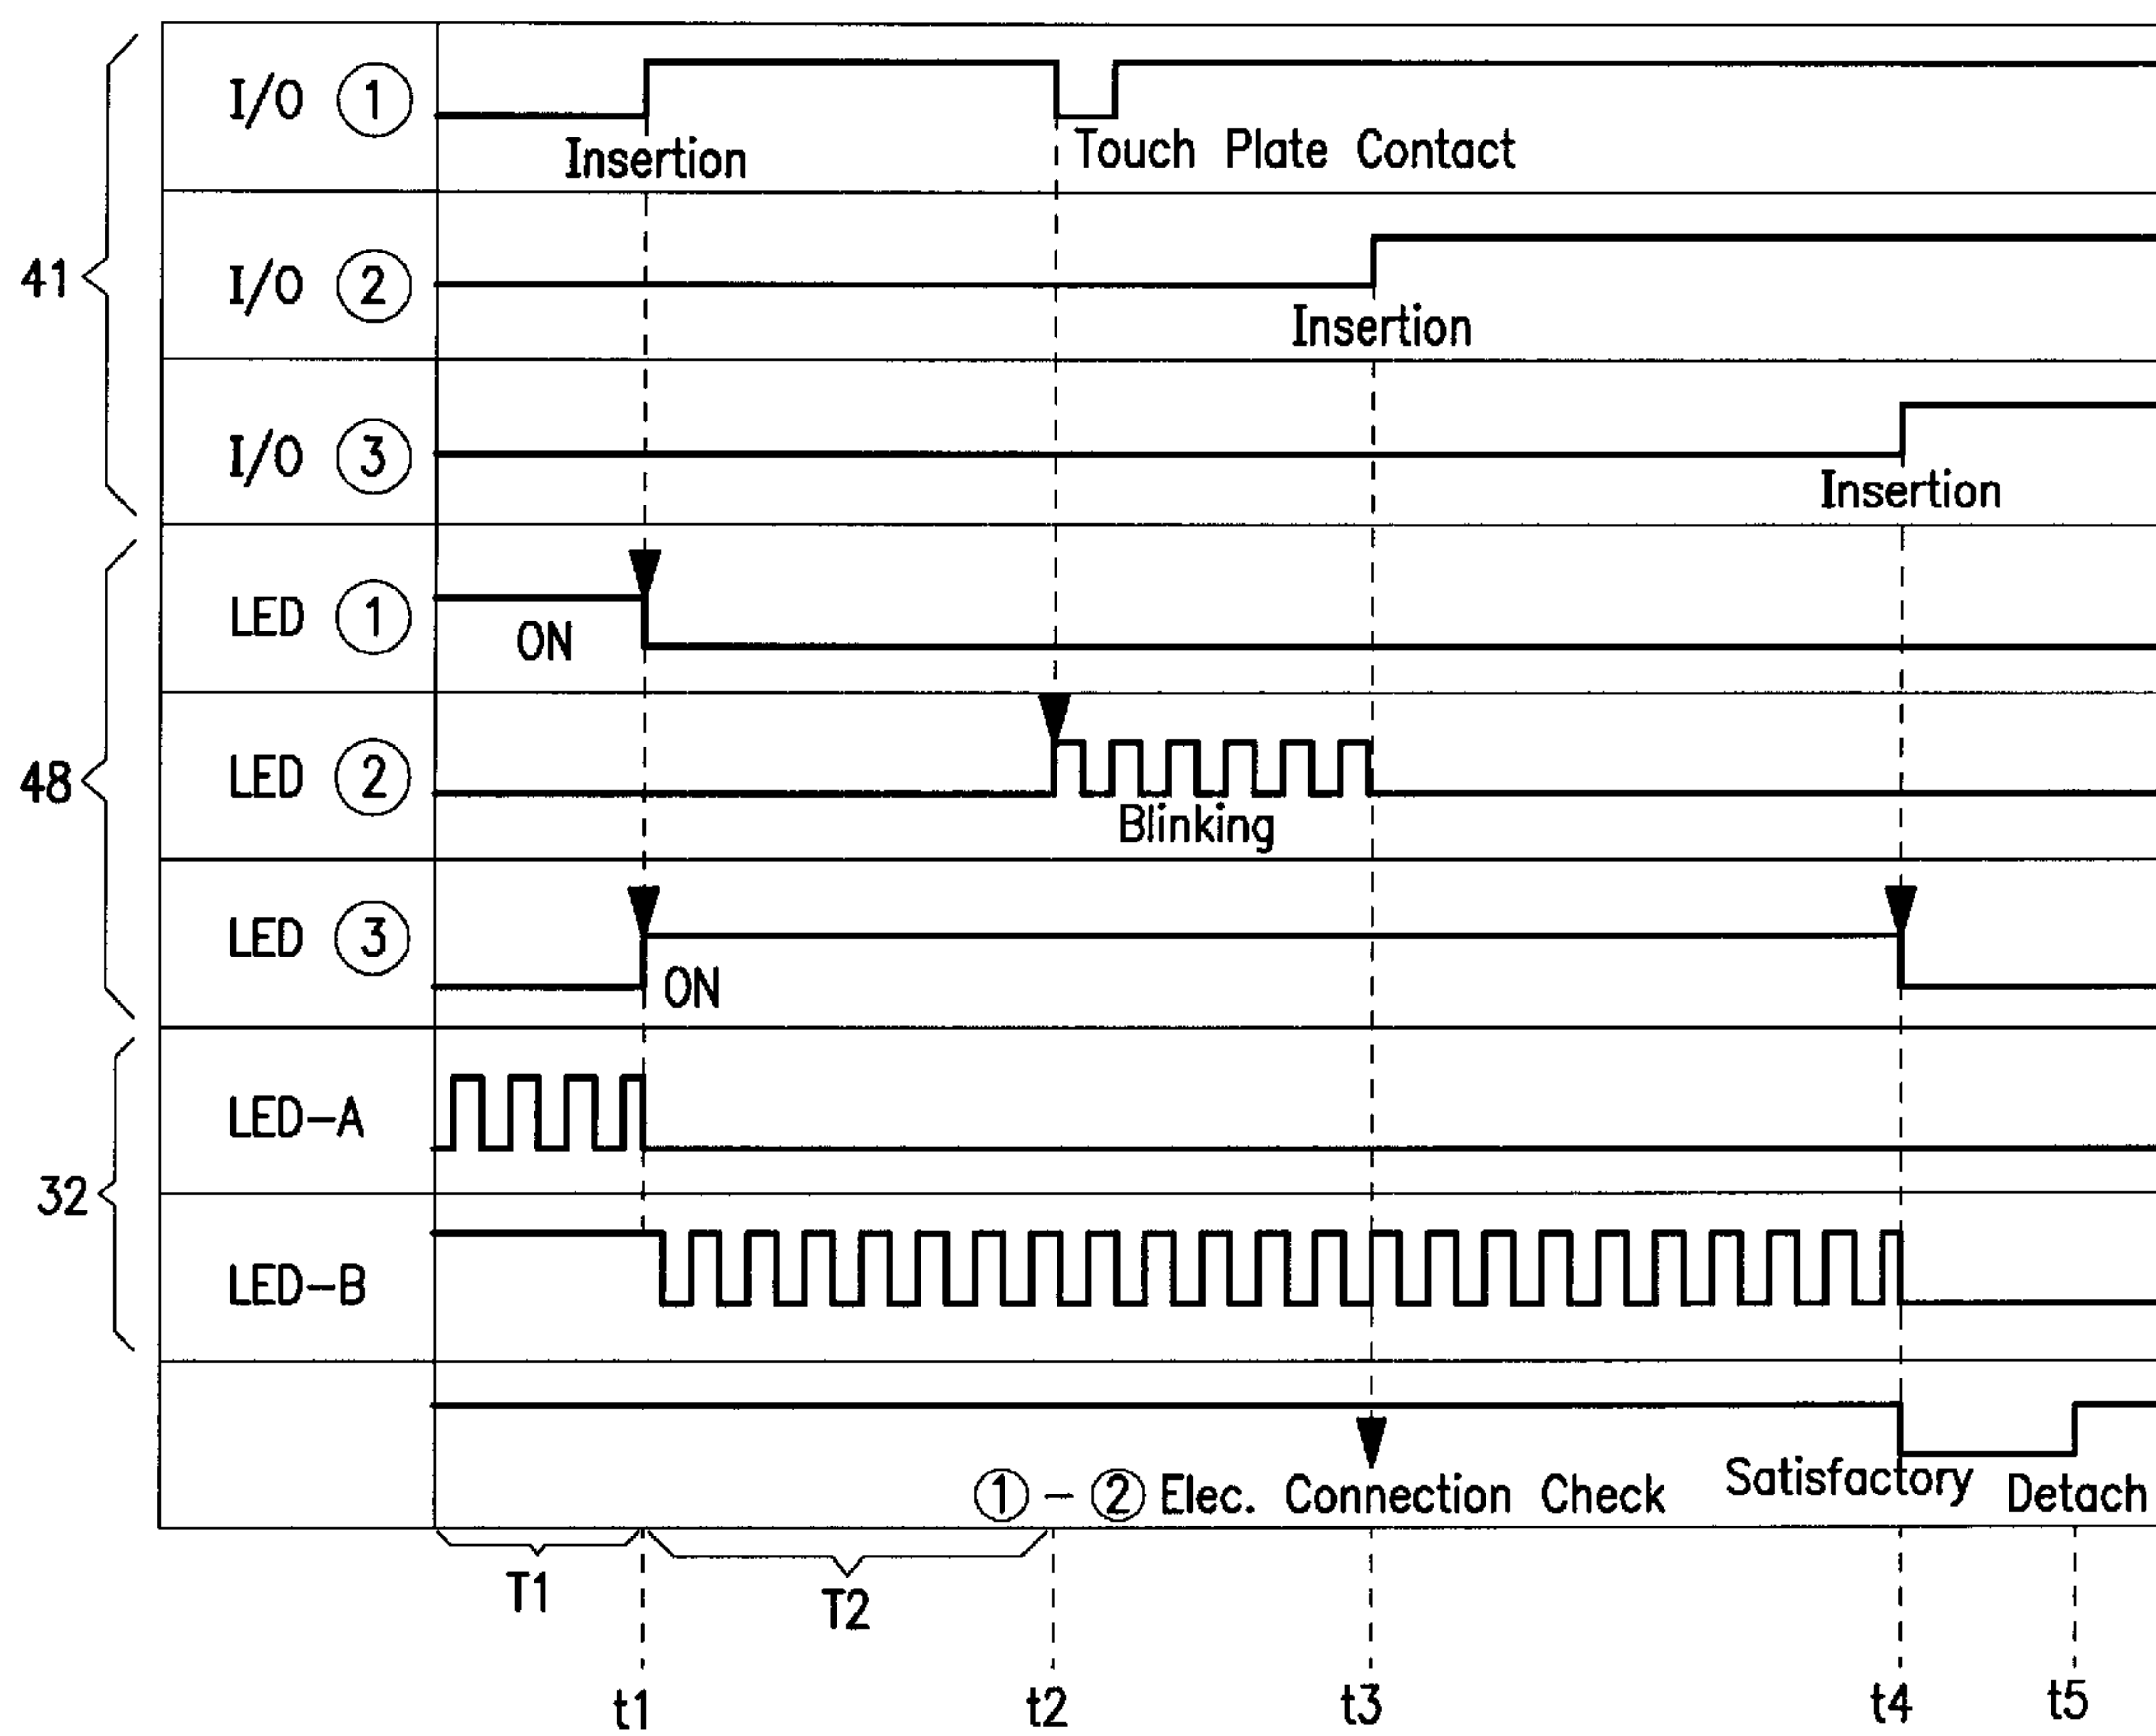 I/O ①
Insertion
Touch Plate Contact
41
I/O ②
Insertion
I/O ③
Insertion
LED ①
ON
48
LED ②
Blinking
LED ③
ON
LED-A
32
LED-B
① - ② Elec. Connection Check
Satisfactory
Detach
T1
T2
t1
t2
t3
t4
t5